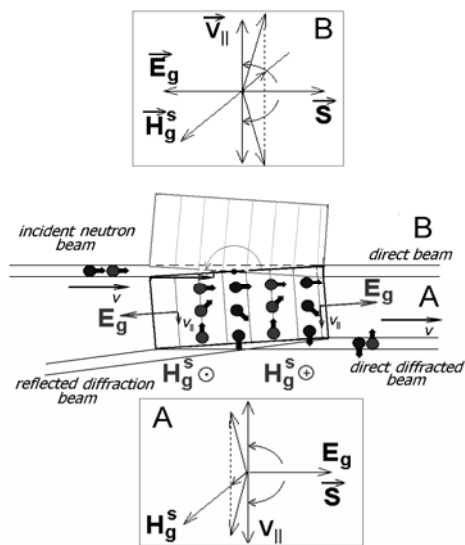 B
V||
Eg
Hgs
S
incident neutron
beam
B
direct beam
v
A
Eg
v||
v||
Eg
v
reflected diffraction
beam
Hgs
Hgs
direct diffracted
beam
A
Eg
S
Hgs
V||